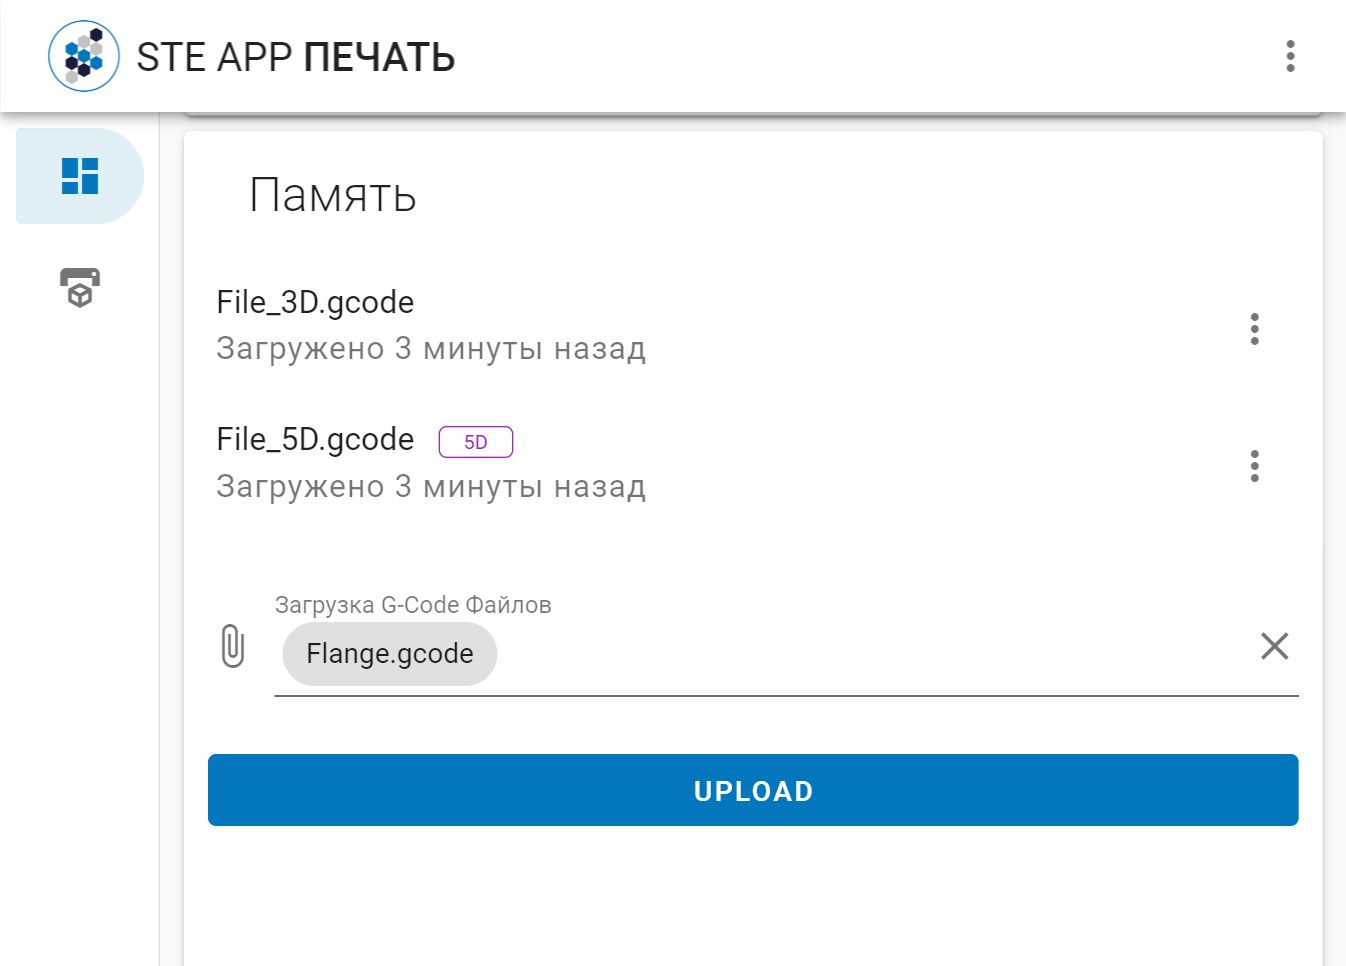 STE APP ПЕЧАТЬ
Память
File_3D.gcode
Загружено 3 минуты назад
File_5D.gcode 5D
Загружено 3 минуты назад
Загрузка G-Code Файлов
Flange.gcode
UPLOAD